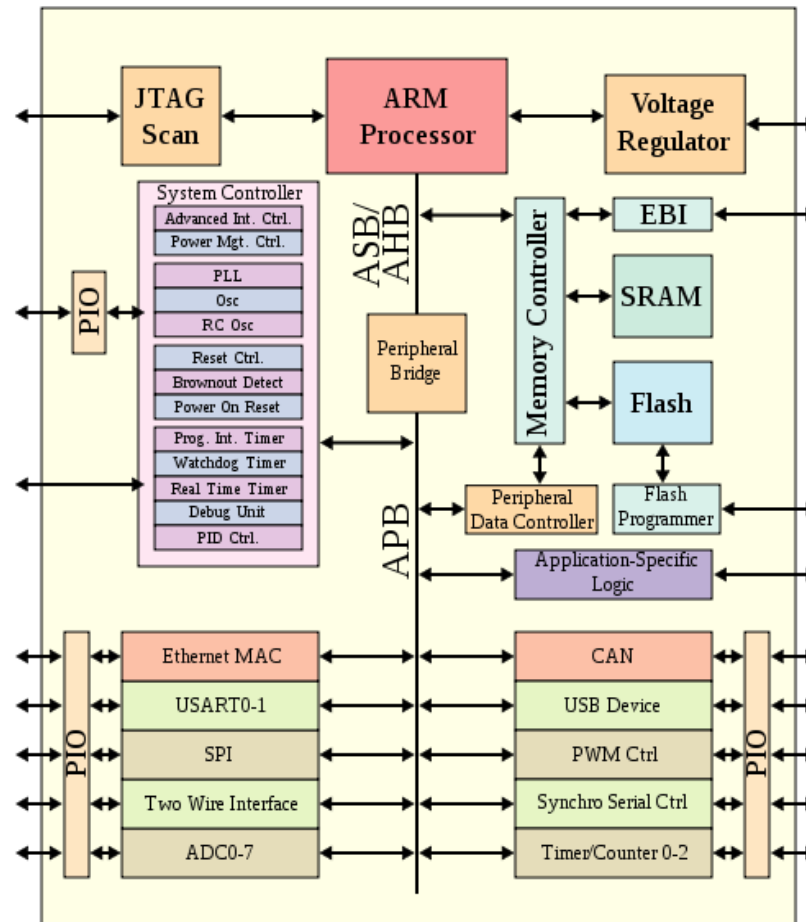 JTAG
Scan
ARM
Processor
Voltage
Regulator
System Controller
Advanced Int. Ctrl.
Power Mgt. Ctrl.
PLL
Osc
RC Osc
Reset Ctrl.
Brownout Detect
Power On Reset
Prog. Int. Timer
Watchdog Timer
Real Time Timer
Debug Unit
PID Ctrl.
PIO
ASB/
AHB
Peripheral
Bridge
APB
Memory Controller
EBI
SRAM
Flash
Peripheral
Data Controller
Flash
Programmer
Application-Specific
Logic
PIO
Ethernet MAC
USART0-1
SPI
Two Wire Interface
ADC0-7
CAN
USB Device
PWM Ctrl
Synchro Serial Ctrl
Timer/Counter 0-2
PIO